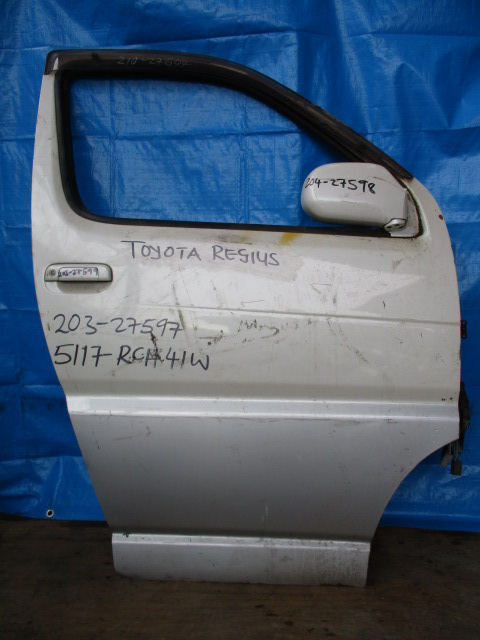 204-27598
TOYOTA REGIUS
203-27597
5117-RCH41W